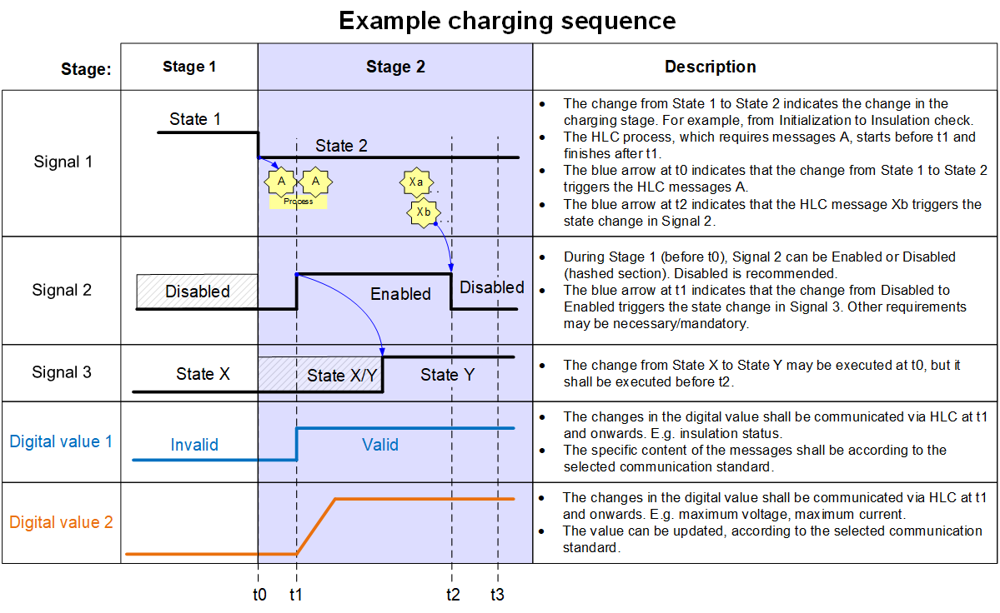 Example charging sequence
Stage:
Stage 1
Stage 2
Description
Signal 1
State 1
State 2
A
A
Process
Xa
Xb
• The change from State 1 to State 2 indicates the change in the
charging stage. For example, from Initialization to Insulation check.
• The HLC process, which requires messages A, starts before t1 and
finishes after t1.
• The blue arrow at t0 indicates that the change from State 1 to State 2
triggers the HLC messages A.
• The blue arrow at t2 indicates that the HLC message Xb triggers the
state change in Signal 2.
Signal 2
Disabled
Enabled
Disabled
• During Stage 1 (before t0), Signal 2 can be Enabled or Disabled
(hashed section). Disabled is recommended.
• The blue arrow at t1 indicates that the change from Disabled to
Enabled triggers the state change in Signal 3. Other requirements
may be necessary/mandatory.
Signal 3
State X
State X/Y
State Y
• The change from State X to State Y may be executed at t0, but it
shall be executed before t2.
Digital value 1
Invalid
Valid
• The changes in the digital value shall be communicated via HLC at t1
and onwards. E.g. insulation status.
• The specific content of the messages shall be according to the
selected communication standard.
Digital value 2
• The changes in the digital value shall be communicated via HLC at t1
and onwards. E.g. maximum voltage, maximum current.
• The value can be updated, according to the selected communication
standard.
t0
t1
t2
t3